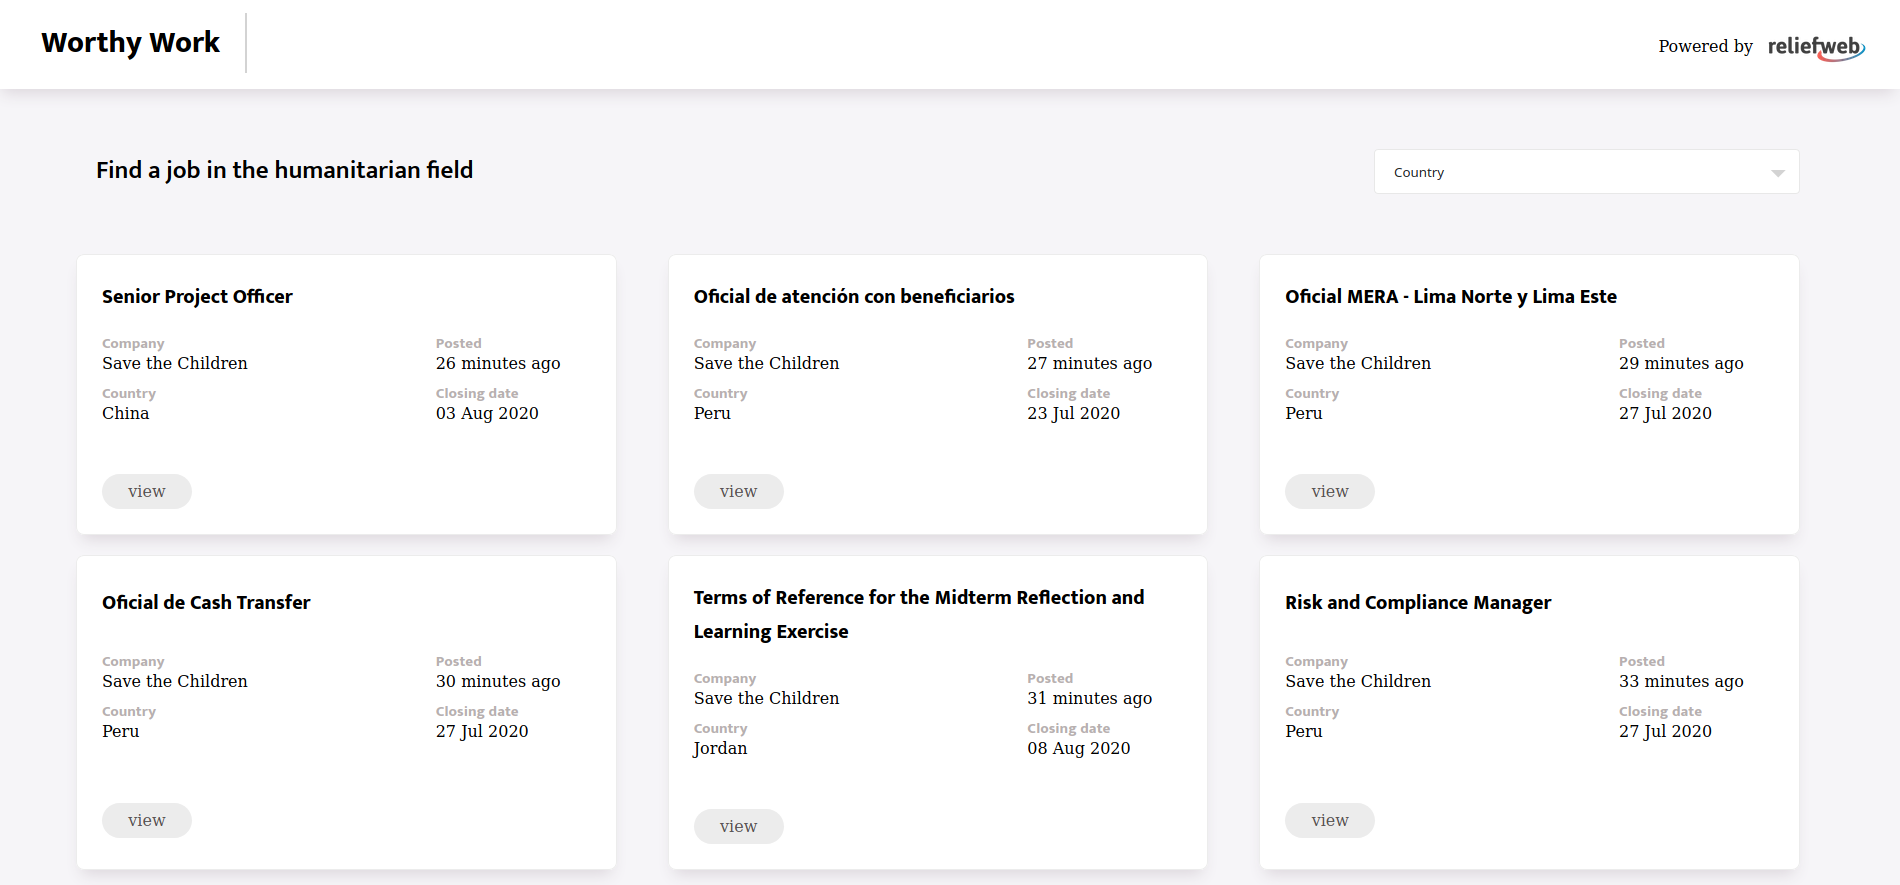 Worthy Work
Powered by reliefweb
Find a job in the humanitarian field
Country
Senior Project Officer
Company
Save the Children
Posted
26 minutes ago
Country
China
Closing date
03 Aug 2020
view
Oficial de atención con beneficiarios
Company
Save the Children
Posted
27 minutes ago
Country
Peru
Closing date
23 Jul 2020
view
Oficial MERA - Lima Norte y Lima Este
Company
Save the Children
Posted
29 minutes ago
Country
Peru
Closing date
27 Jul 2020
view
Oficial de Cash Transfer
Company
Save the Children
Posted
30 minutes ago
Country
Peru
Closing date
27 Jul 2020
view
Terms of Reference for the Midterm Reflection and
Learning Exercise
Company
Save the Children
Posted
31 minutes ago
Country
Jordan
Closing date
08 Aug 2020
view
Risk and Compliance Manager
Company
Save the Children
Posted
33 minutes ago
Country
Peru
Closing date
27 Jul 2020
view